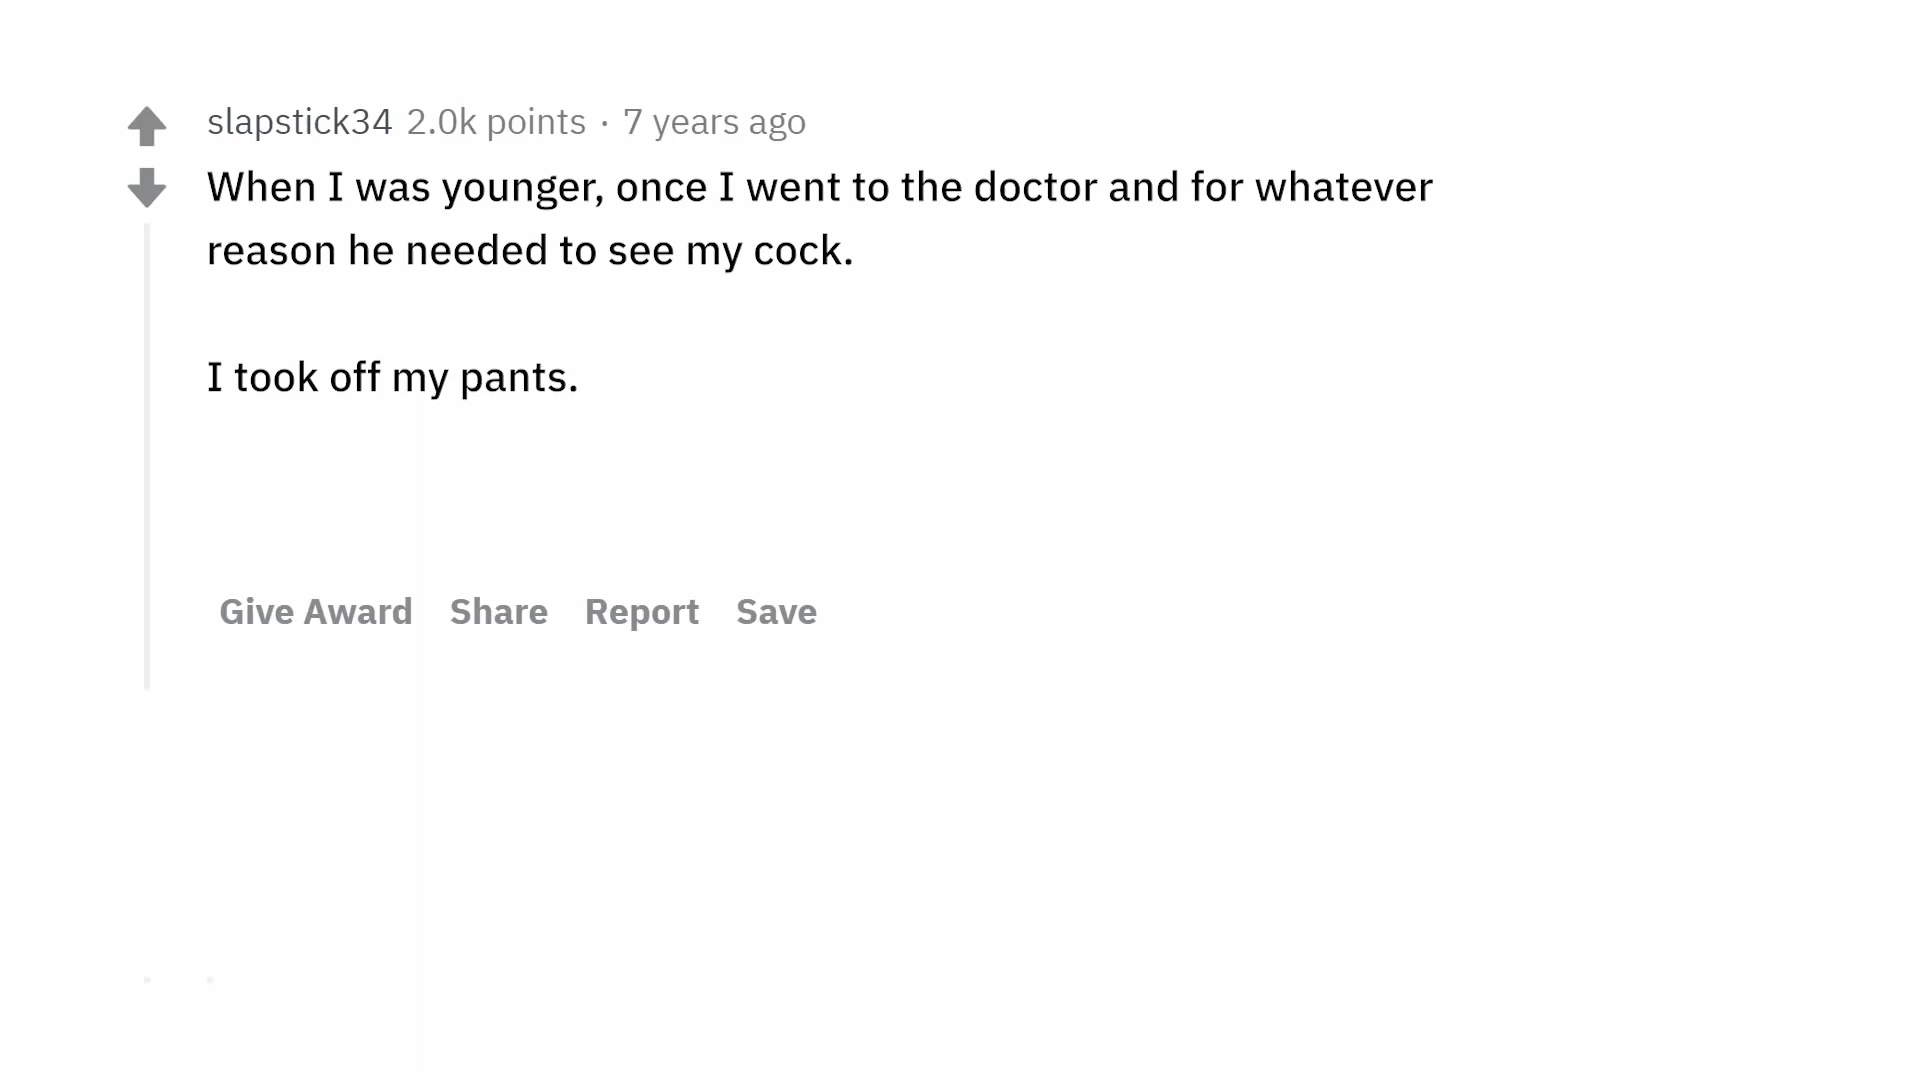 slapstick34 2.0k points · 7 years ago
When I was younger, once I went to the doctor and for whatever
reason he needed to see my cock.
I took off my pants.
Give Award Share Report Save